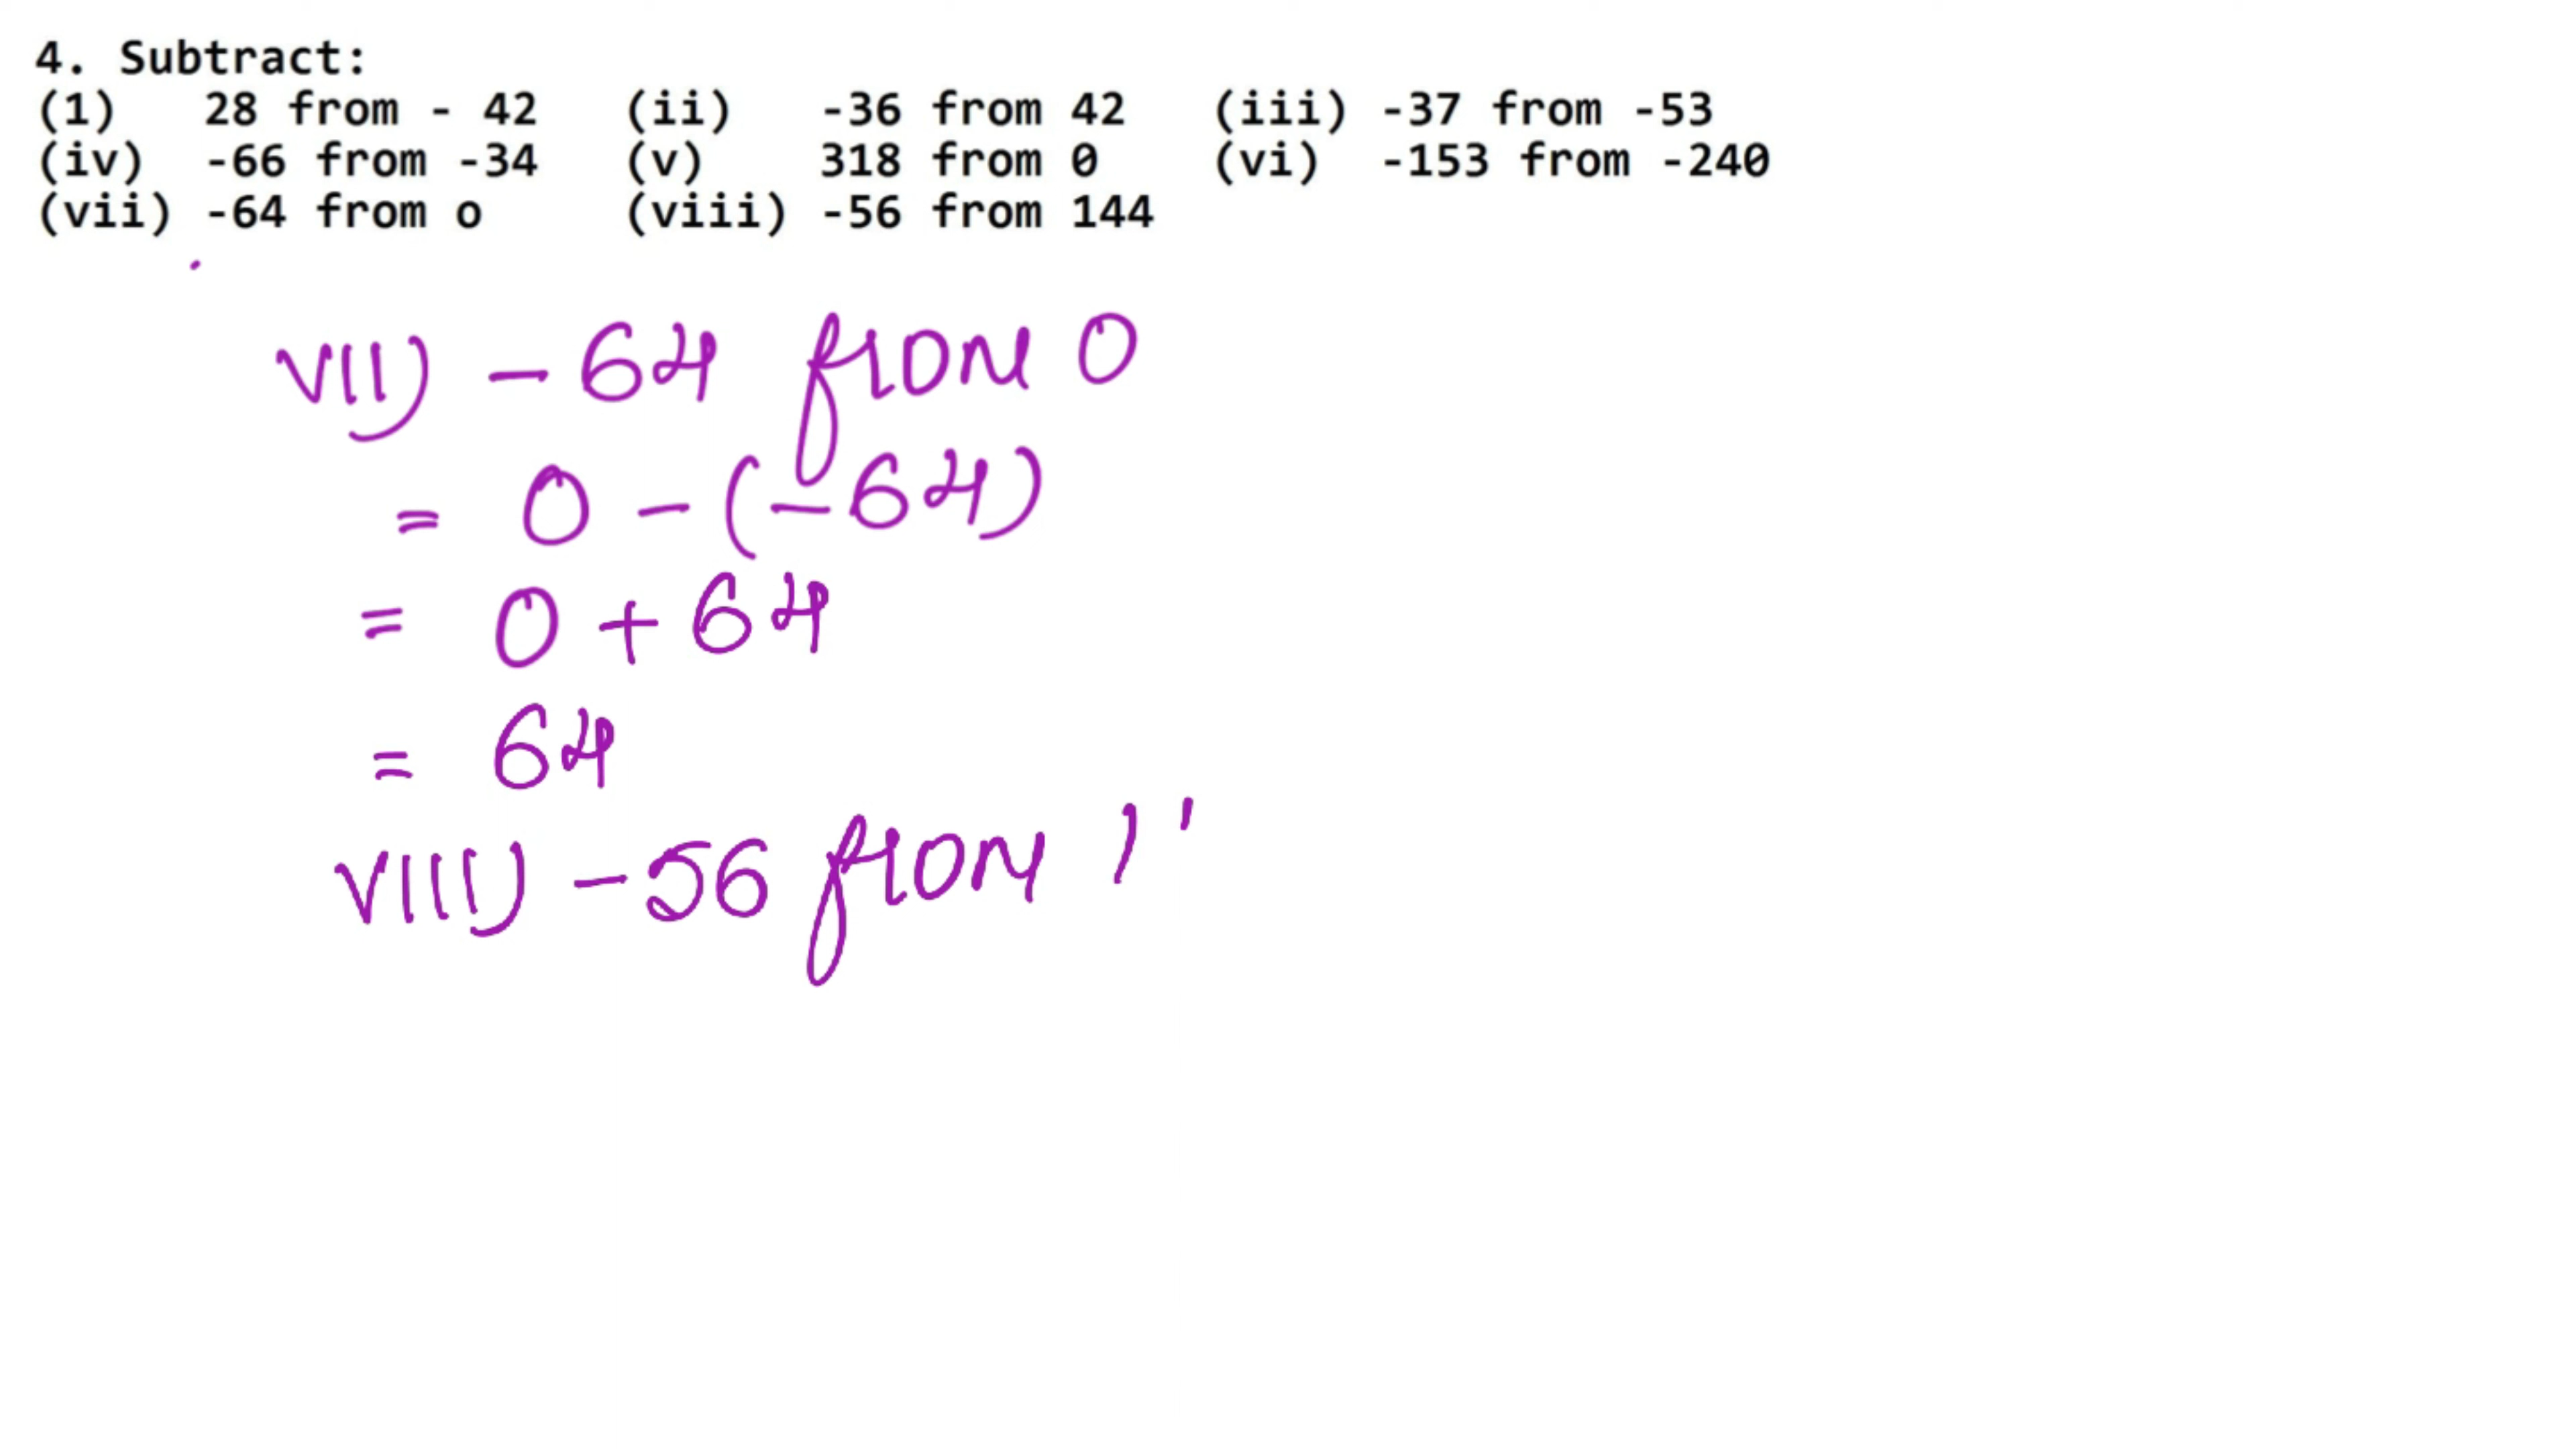 4. Subtract:
(1) 28 from - 42 (ii) -36 from 42 (iii) -37 from -53
(iv) -66 from -34 (v) 318 from 0 (vi) -153 from -240
(vii) -64 from o (viii) -56 from 144
VII) - 64 from 0
= 0 - (-64)
= 0 + 64
= 64
VIII) - 56 from 1'